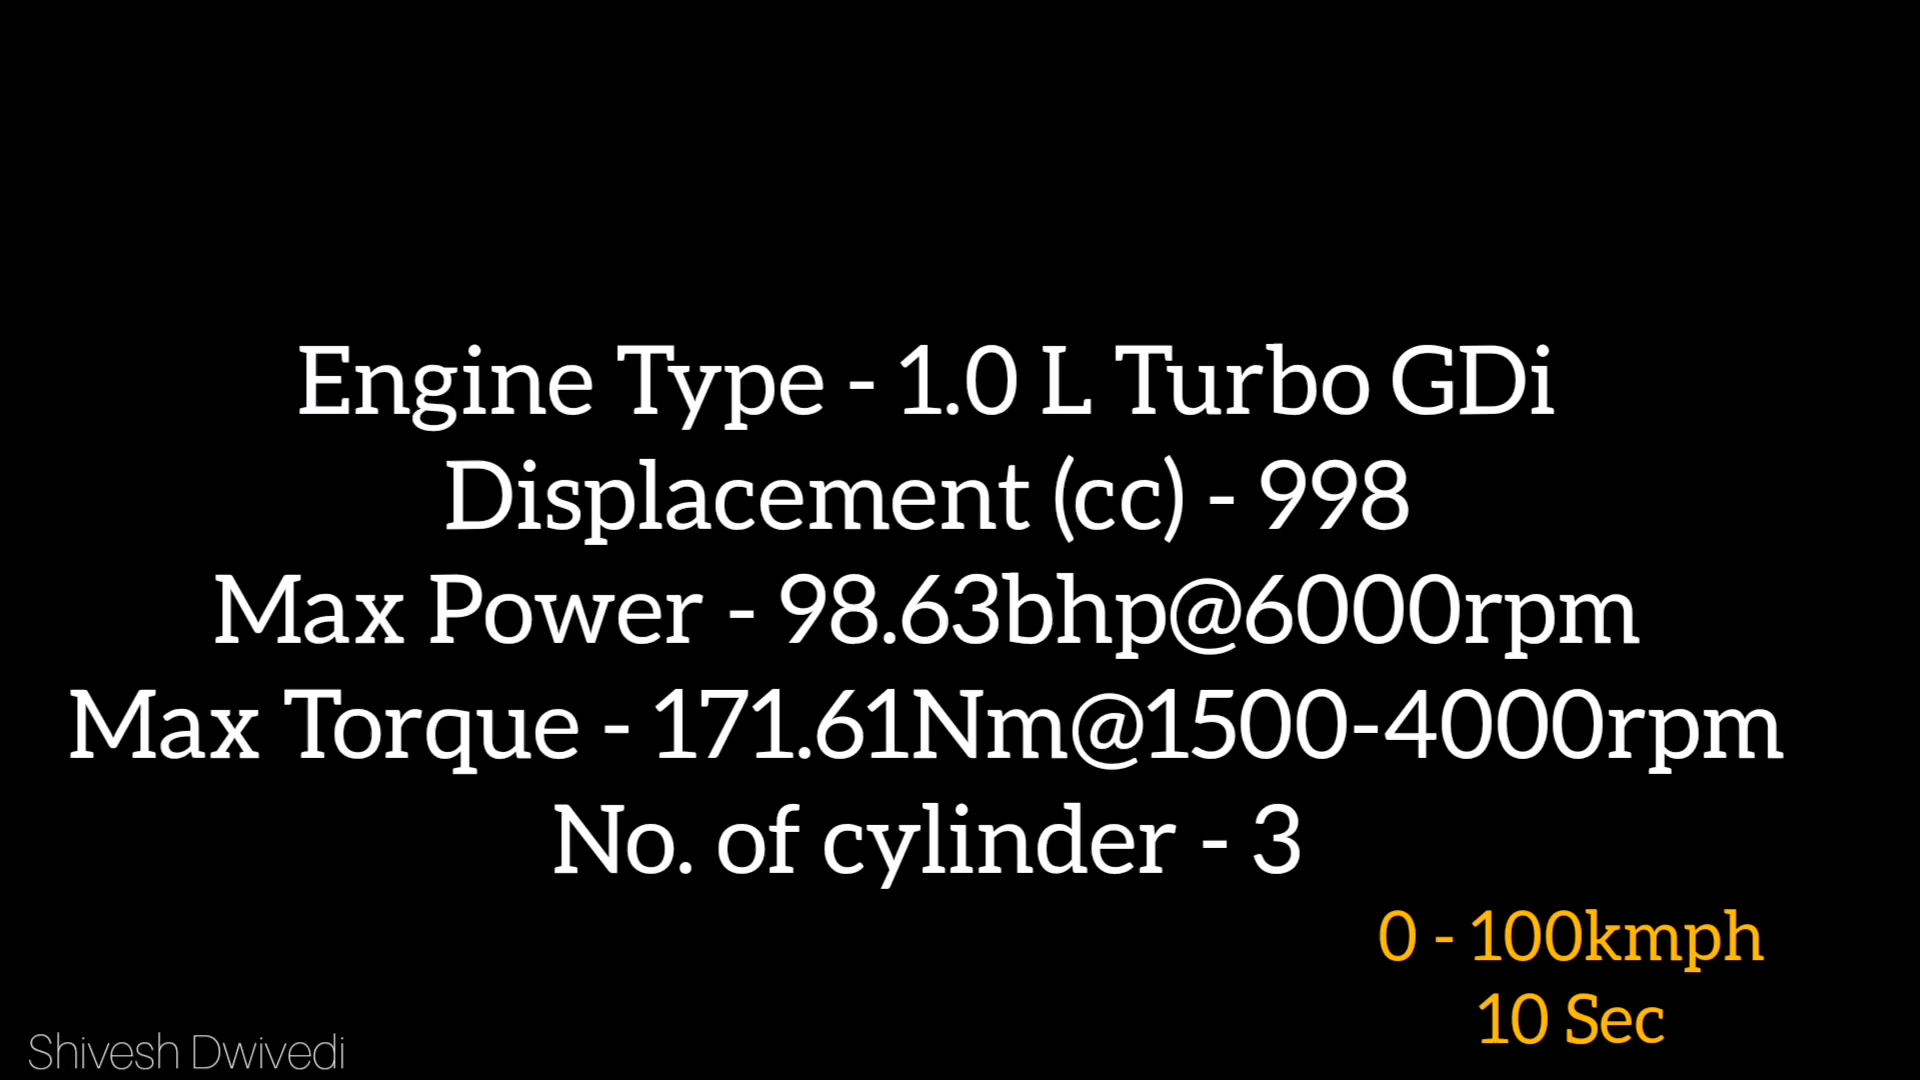 Engine Type - 1.0 L Turbo GDi
Displacement (cc) - 998
Max Power - 98.63bhp@6000rpm
Max Torque - 171.61Nm@1500-4000rpm
No. of cylinder - 3
0 - 100kmph
10 Sec
Shivesh Dwivedi